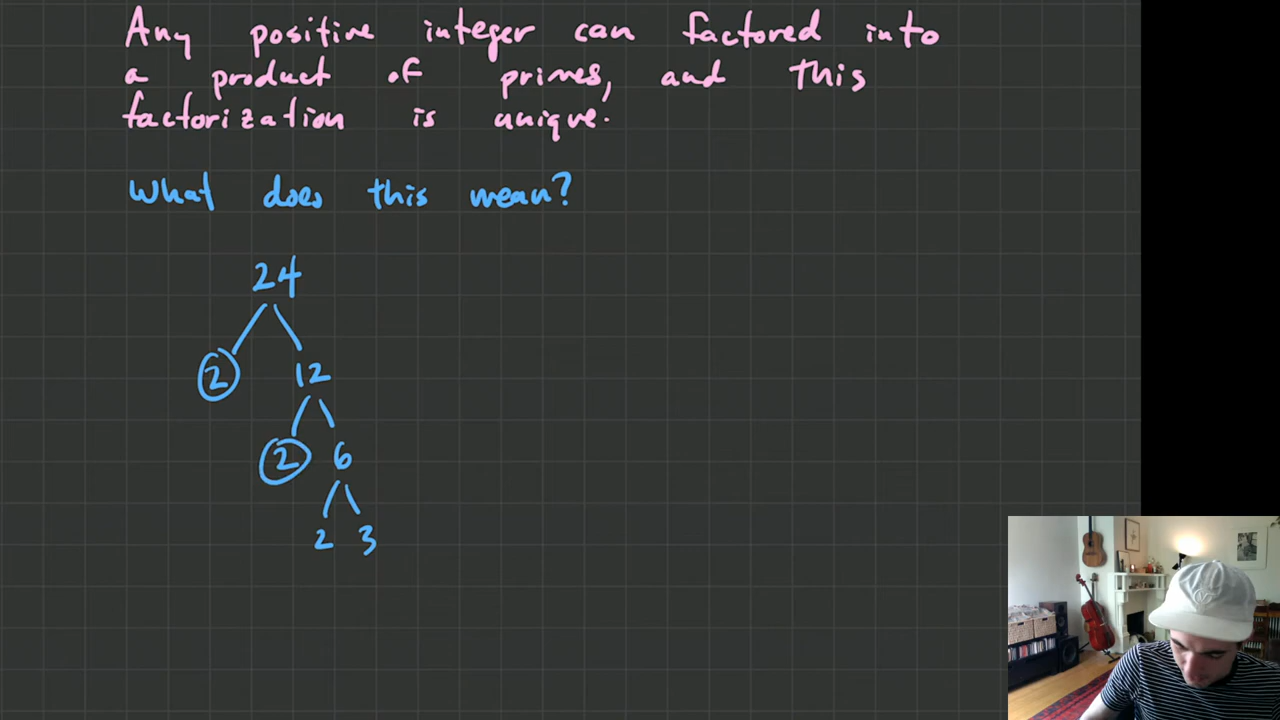 Any positive integer can factored into
a product of primes, and this
factorization is unique.
What does this mean?
24
2 12
2 6
2 3